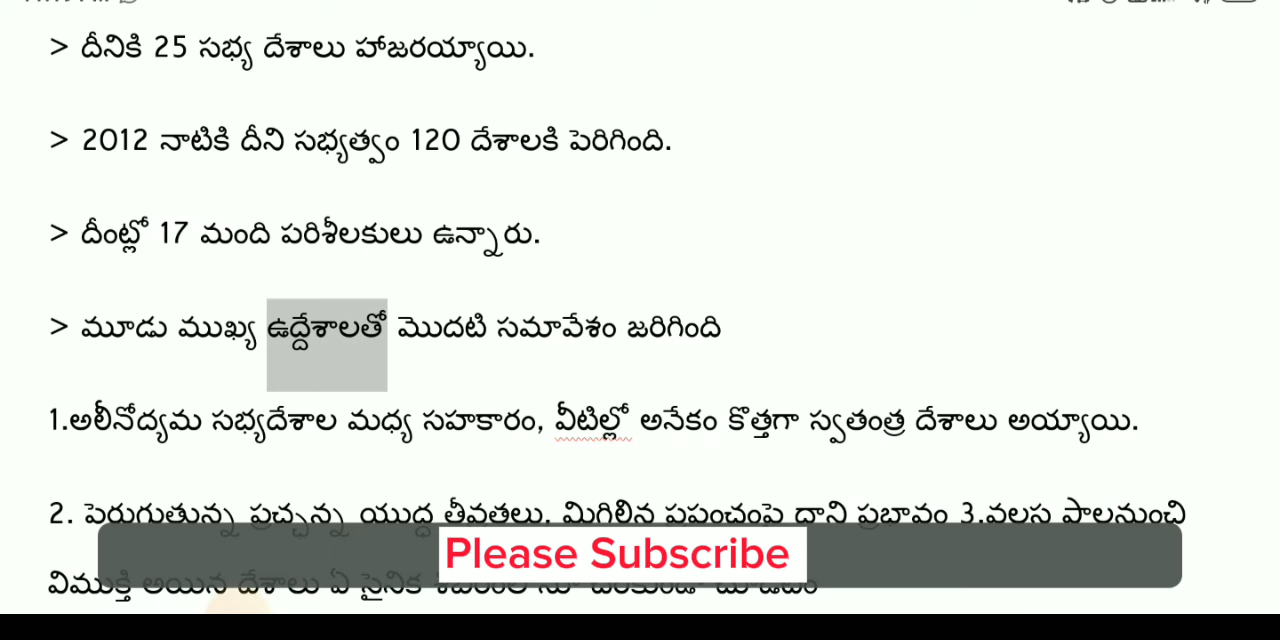 > దీనికి 25 సభ్య దేశాలు హాజరయ్యాయి.
> 2012 నాటికి దీని సభ్యత్వం 120 దేశాలకి పెరిగింది.
> దీంట్లో 17 మంది పరిశీలకులు ఉన్నారు.
> మూడు ముఖ్య ఉద్దేశాలతో మొదటి సమావేశం జరిగింది
1.అలీనోద్యమ సభ్యదేశాల మధ్య సహకారం, వీటిల్లో అనేకం కొత్తగా స్వతంత్ర దేశాలు అయ్యాయి.
2. పెరుగుతున్న ప్రచ్ఛన్న యుద్ధ తీవ్రతలు. మిగిలిన ప్రపంచంపై దాని ప్రభావం 3.వలస పాలనుంచి
Please Subscribe
విముక్తి అయిన దేశాలు ఏ సైనిక